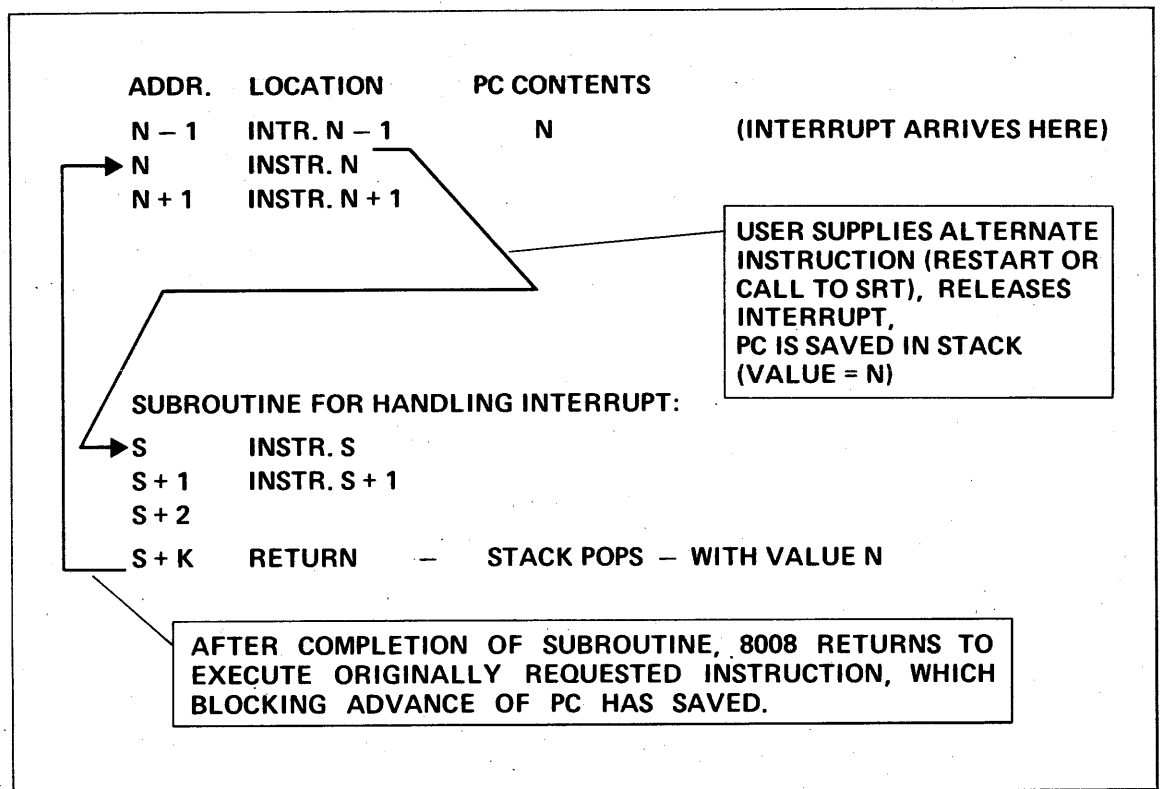 ADDR. LOCATION PC CONTENTS
N – 1 INTR. N – 1 N (INTERRUPT ARRIVES HERE)
N INSTR. N
N + 1 INSTR. N + 1
USER SUPPLIES ALTERNATE
INSTRUCTION (RESTART OR
CALL TO SRT), RELEASES
INTERRUPT,
PC IS SAVED IN STACK
(VALUE = N)
SUBROUTINE FOR HANDLING INTERRUPT:
S INSTR. S
S + 1 INSTR. S + 1
S + 2
S + K RETURN – STACK POPS – WITH VALUE N
AFTER COMPLETION OF SUBROUTINE, 8008 RETURNS TO
EXECUTE ORIGINALLY REQUESTED INSTRUCTION, WHICH
BLOCKING ADVANCE OF PC HAS SAVED.